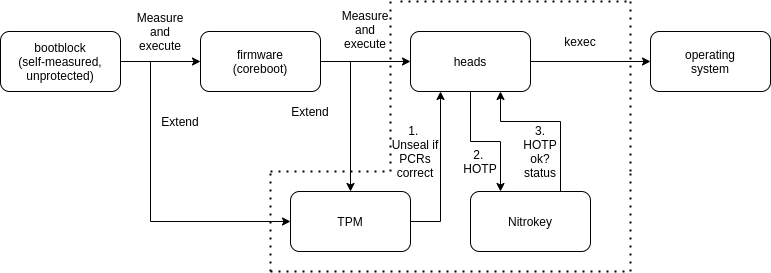 Measure
and
execute
Measure
and
execute
bootblock
(self-measured,
unprotected)
firmware
(coreboot)
heads
kexec
operating
system
Extend
Extend
1.
Unseal if
PCRs
correct
2.
HOTP
3.
HOTP
ok?
status
TPM
Nitrokey